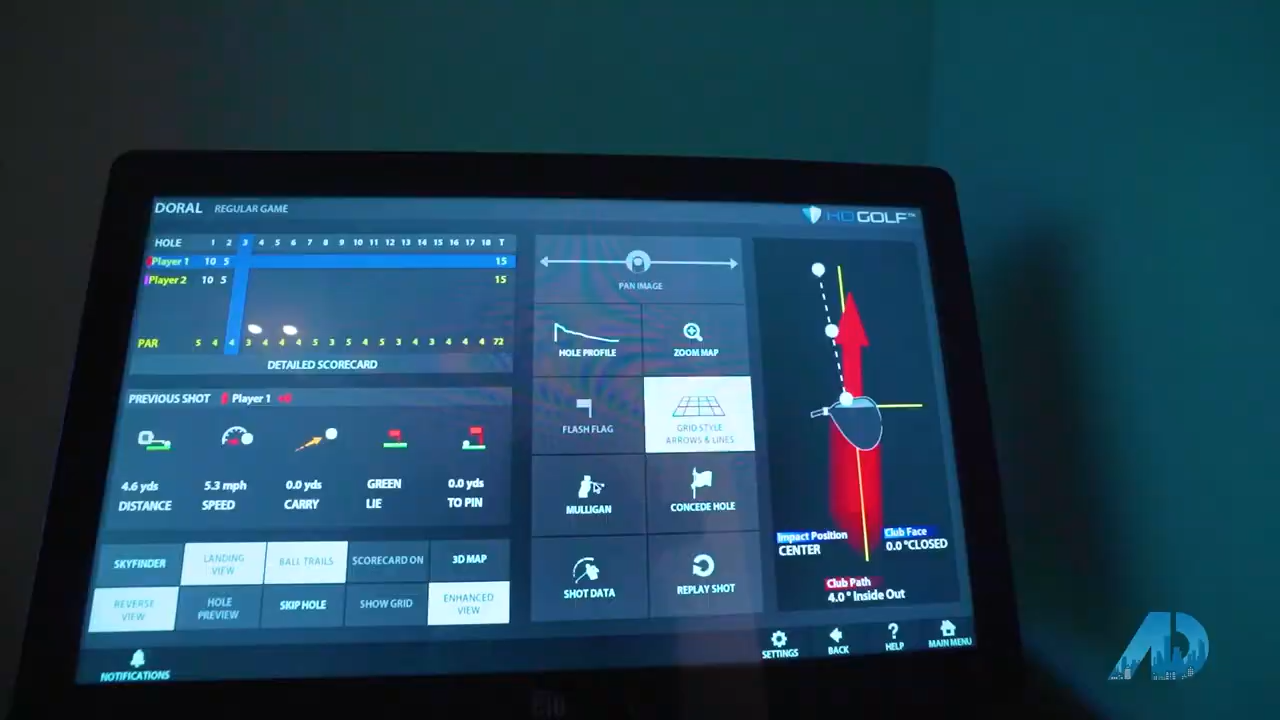 DORAL REGULAR GAME
HD GOLF™
HOLE 1 2 3 4 5 6 7 8 9 10 11 12 13 14 15 16 17 18 T
Player 1 10 5 15
Player 2 10 5 15
PAR 5 4 4 3 4 4 4 5 3 5 4 5 3 4 3 4 4 4 72
DETAILED SCORECARD
PREVIOUS SHOT Player 1
4.6 yds 5.3 mph 0.0 yds GREEN 0.0 yds
DISTANCE SPEED CARRY LIE TO PIN
SKYFINDER
LANDING
VIEW
BALL TRAILS
SCORECARD ON
3D MAP
REVERSE
VIEW
HOLE
PREVIEW
SKIP HOLE
SHOW GRID
ENHANCED
VIEW
PAN IMAGE
HOLE PROFILE
ZOOM MAP
FLASH FLAG
GRID STYLE
ARROWS & LINES
MULLIGAN
CONCEDE HOLE
SHOT DATA
REPLAY SHOT
Impact Position
CENTER
Club Face
0.0 °CLOSED
Club Path
4.0 ° Inside Out
NOTIFICATIONS
SETTINGS
BACK
HELP
MAIN MENU
elo
AD